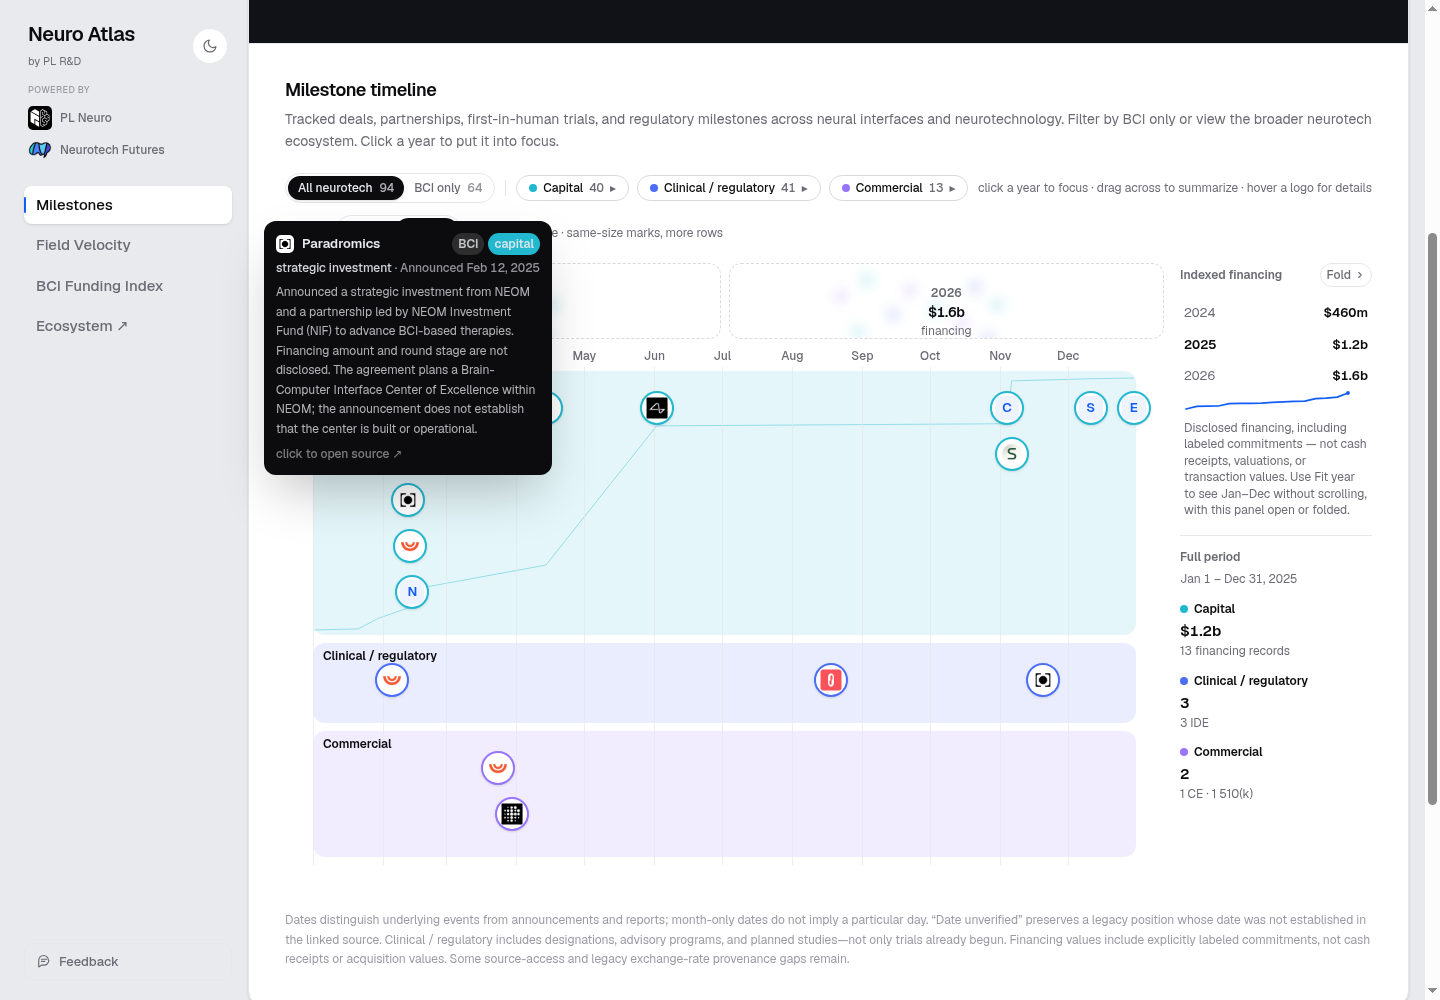 Neuro Atlas
by PL R&D
POWERED BY
PL Neuro
Neurotech Futures
Milestones
Field Velocity
BCI Funding Index
Ecosystem ↗
Feedback
Milestone timeline
Tracked deals, partnerships, first-in-human trials, and regulatory milestones across neural interfaces and neurotechnology. Filter by BCI only or view the broader neurotech
ecosystem. Click a year to put it into focus.
All neurotech 94 BCI only 64 Capital 40 ▸ Clinical / regulatory 41 ▸ Commercial 13 ▸ click a year to focus · drag across to summarize · hover a logo for details
e · same-size marks, more rows
Paradromics BCI capital
strategic investment · Announced Feb 12, 2025
Announced a strategic investment from NEOM
and a partnership led by NEOM Investment
Fund (NIF) to advance BCI-based therapies.
Financing amount and round stage are not
disclosed. The agreement plans a Brain-
Computer Interface Center of Excellence within
NEOM; the announcement does not establish
that the center is built or operational.
click to open source ↗
2026
$1.6b
financing
May Jun Jul Aug Sep Oct Nov Dec
C S E
S
N
Clinical / regulatory
Commercial
Indexed financing Fold ›
2024 $460m
2025 $1.2b
2026 $1.6b
Disclosed financing, including
labeled commitments — not cash
receipts, valuations, or
transaction values. Use Fit year
to see Jan–Dec without scrolling,
with this panel open or folded.
Full period
Jan 1 – Dec 31, 2025
Capital
$1.2b
13 financing records
Clinical / regulatory
3
3 IDE
Commercial
2
1 CE · 1 510(k)
Dates distinguish underlying events from announcements and reports; month-only dates do not imply a particular day. “Date unverified” preserves a legacy position whose date was not established in
the linked source. Clinical / regulatory includes designations, advisory programs, and planned studies—not only trials already begun. Financing values include explicitly labeled commitments, not cash
receipts or acquisition values. Some source-access and legacy exchange-rate provenance gaps remain.